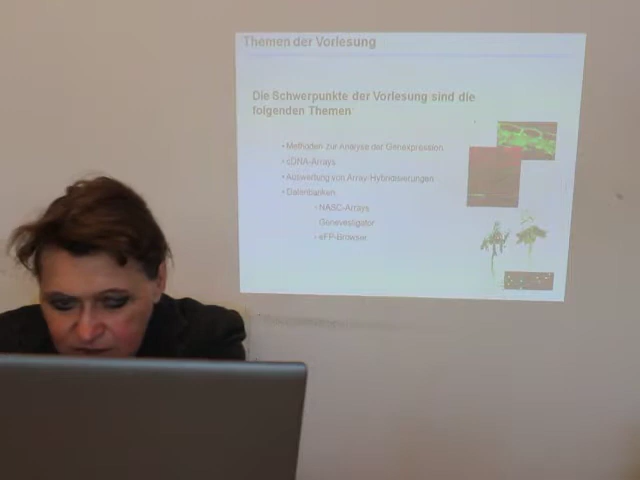 Themen der Vorlesung
Die Schwerpunkte der Vorlesung sind die
folgenden Themen
• Methoden zur Analyse der Genexpression
• cDNA-Arrays
• Auswertung von Array-Hybridisierungen
• Datenbanken
• NASC-Arrays
Genevestigator
• eFP-Browser